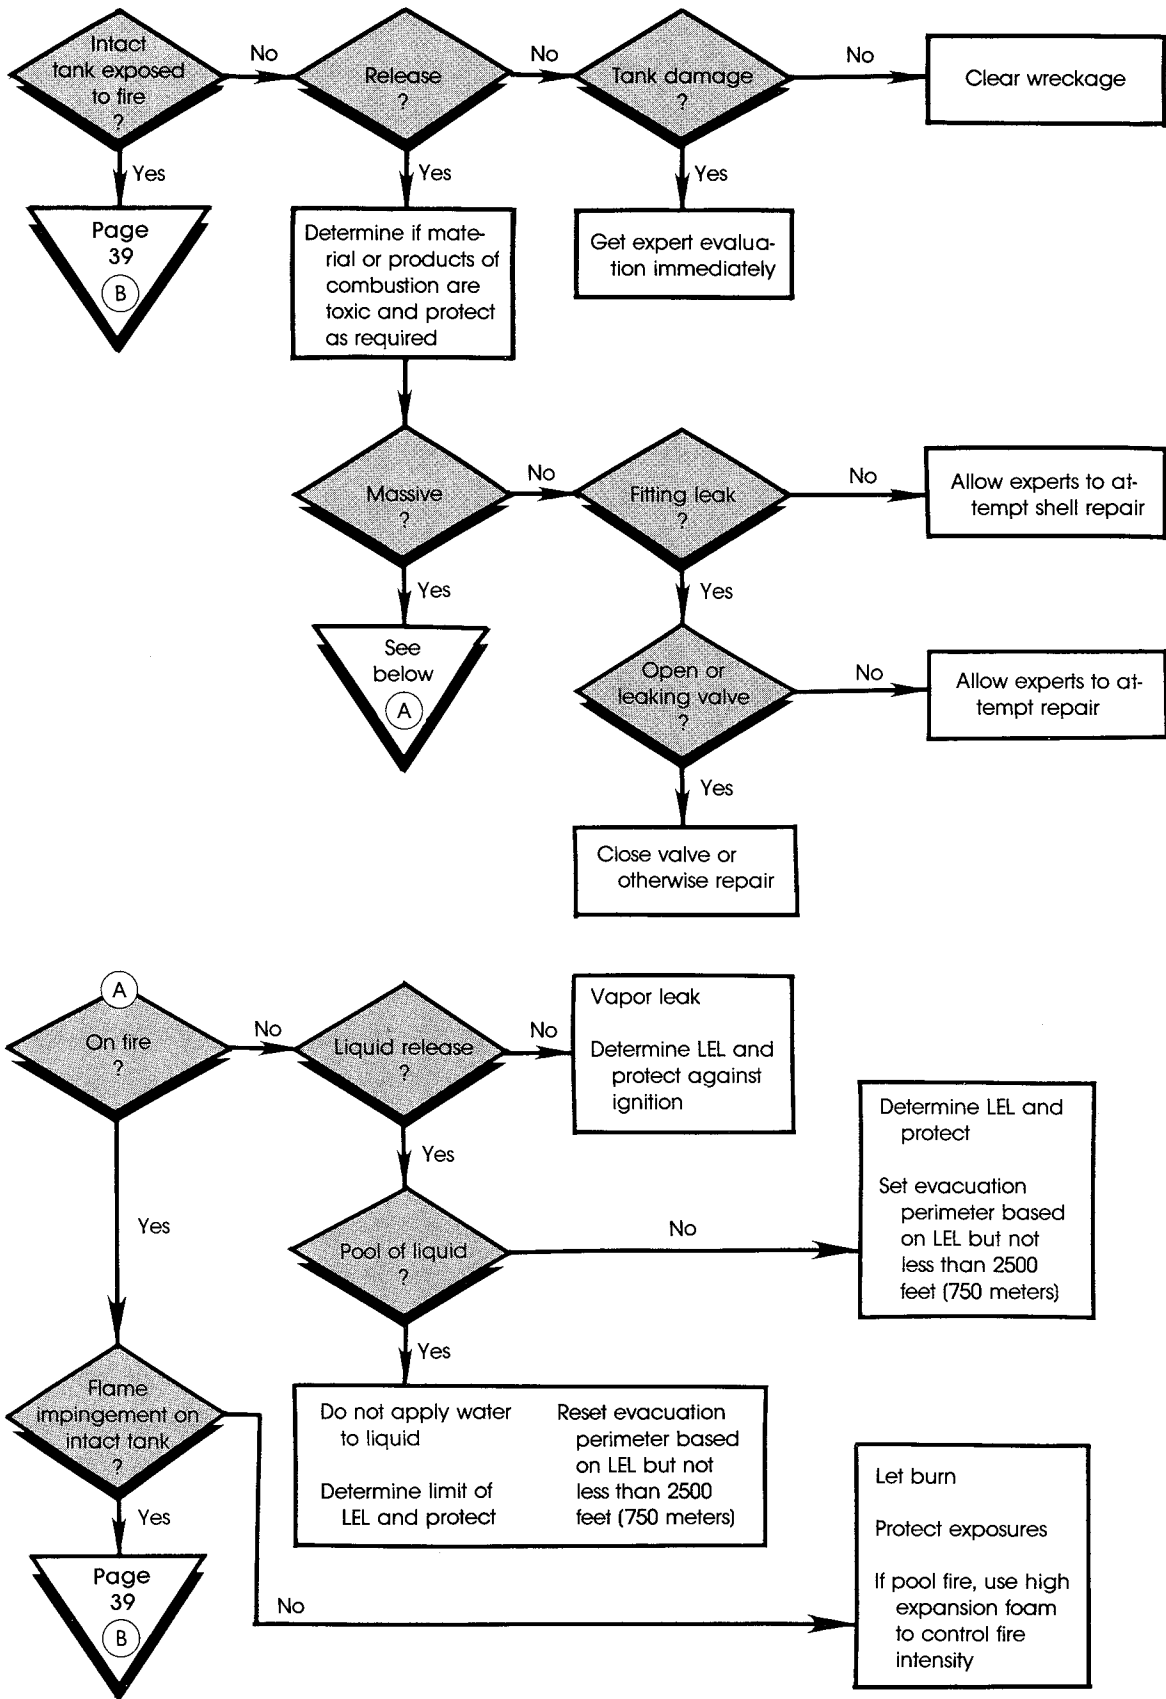 Intact
tank exposed
to fire
?
No
Release
?
No
Tank damage
?
No
Clear wreckage
Yes
Page
39
B
Yes
Determine if mate-
rial or products of
combustion are
toxic and protect
as required
Yes
Get expert evalua-
tion immediately
Massive
?
No
Fitting leak
?
No
Allow experts to at-
tempt shell repair
Yes
See
below
A
Yes
Open or
leaking valve
?
No
Allow experts to at-
tempt repair
Yes
Close valve or
otherwise repair
A
On fire
?
No
Liquid release
?
No
Vapor leak
Determine LEL and
protect against
ignition
Yes
Yes
Pool of liquid
?
No
Determine LEL and
protect
Set evacuation
perimeter based
on LEL but not
less than 2500
feet (750 meters)
Yes
Do not apply water
to liquid
Determine limit of
LEL and protect
Reset evacuation
perimeter based
on LEL but not
less than 2500
feet (750 meters)
Flame
impingement on
intact tank
?
Yes
Page
39
B
No
Let burn
Protect exposures
If pool fire, use high
expansion foam
to control fire
intensity